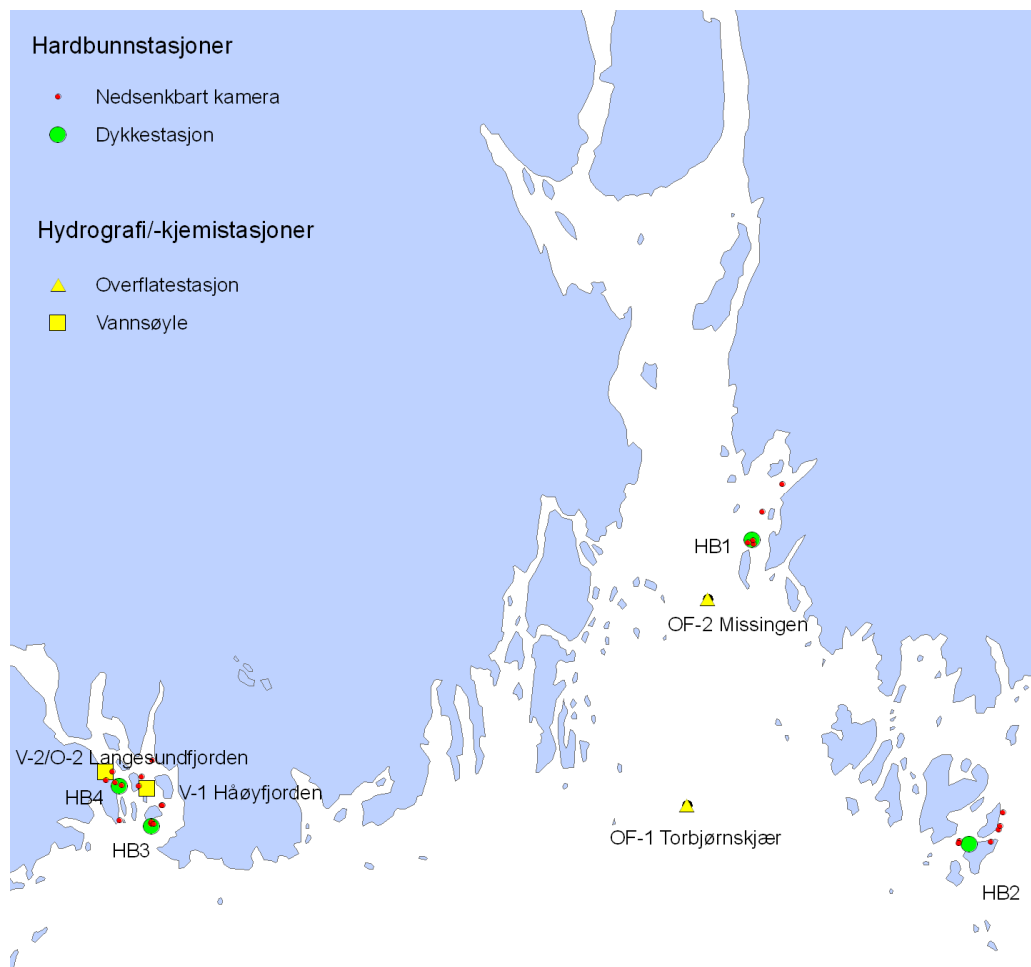 Hardbunnstasjoner
Nedsenkbart kamera
Dykkestasjon
Hydrografi/-kjemistasjoner
Overflatestasjon
Vannsøyle
HB1
OF-2 Missingen
V-2/O-2 Langesundfjorden
HB4
V-1 Håøyfjorden
HB3
OF-1 Torbjørnskjær
HB2